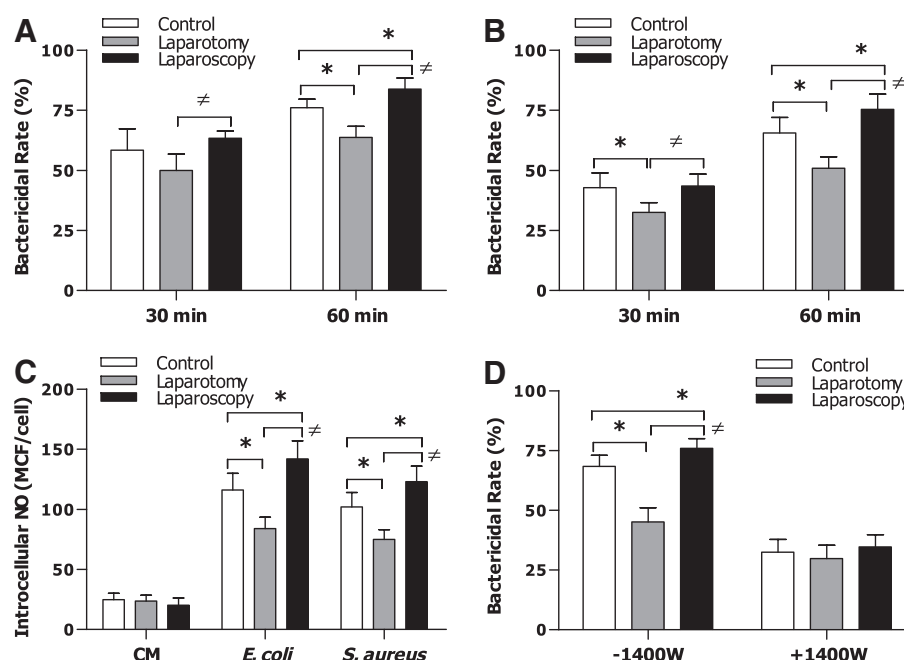 A
Control
Laparotomy
Laparoscopy
Bactericidal Rate (%)
100
75
50
25
0
≠
*
*
≠
30 min
60 min
B
Control
Laparotomy
Laparoscopy
Bactericidal Rate (%)
100
75
50
25
0
*
≠
*
*
≠
30 min
60 min
C
Control
Laparotomy
Laparoscopy
Introcellular NO (MCF/cell)
200
150
100
50
0
*
*
≠
*
*
≠
CM
E. coli
S. aureus
D
Control
Laparotomy
Laparoscopy
Bactericidal Rate (%)
100
75
50
25
0
*
*
≠
-1400W
+1400W